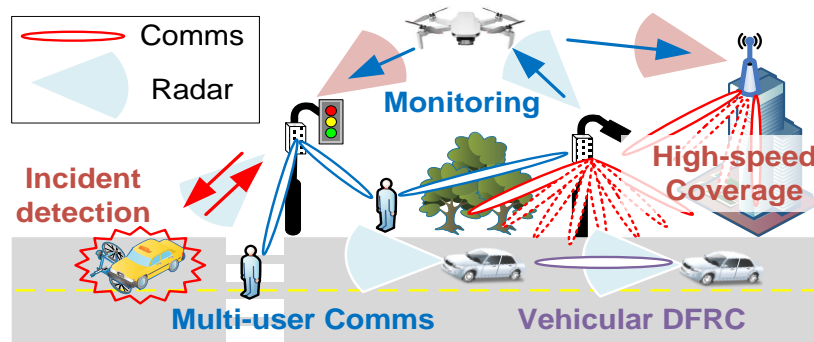 Comms
Radar
Monitoring
High-speed
Coverage
Incident
detection
Multi-user Comms
Vehicular DFRC